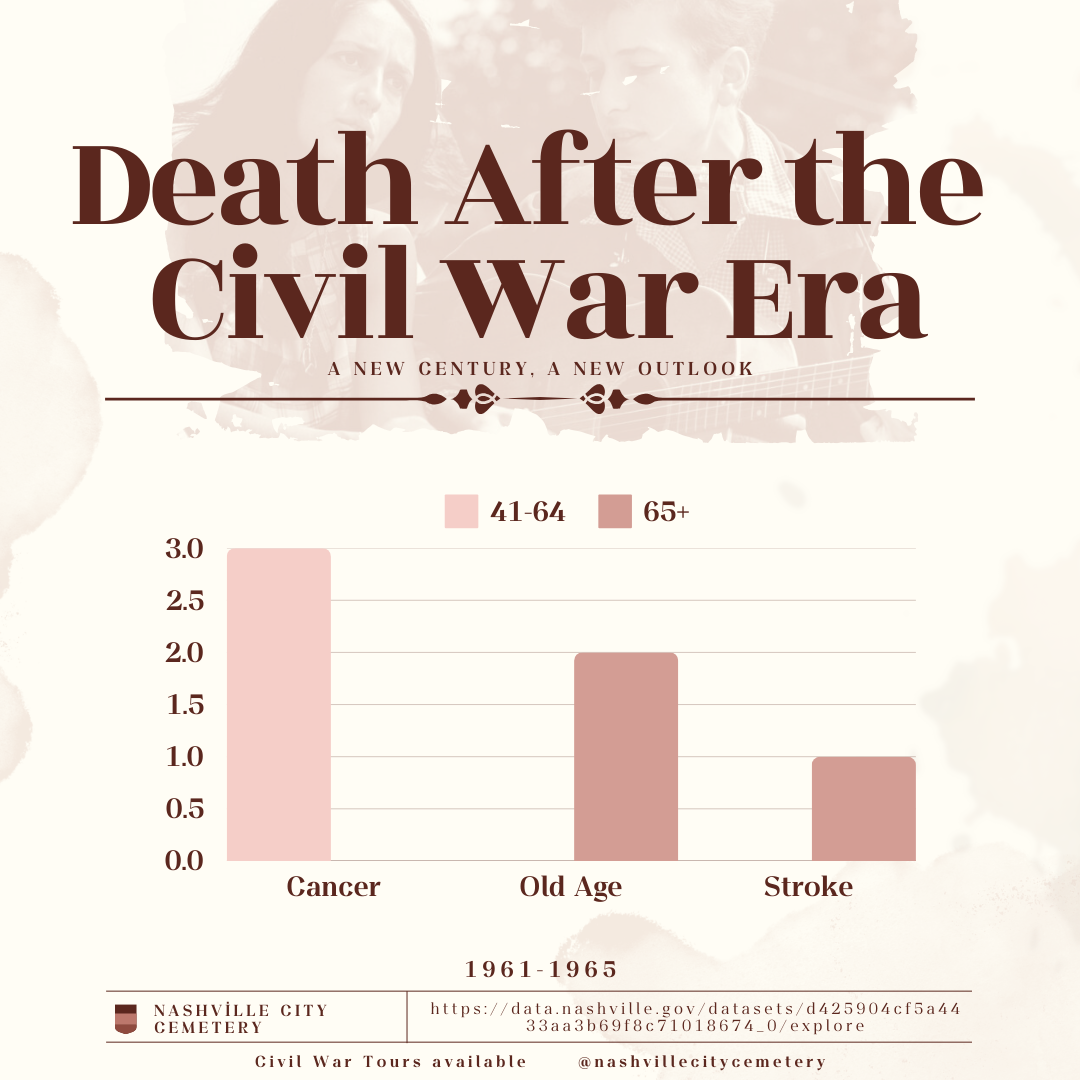 Death After the
Civil War Era
A NEW CENTURY, A NEW OUTLOOK
41-64 65+
3.0
2.5
2.0
1.5
1.0
0.5
0.0
Cancer Old Age Stroke
1961-1965
NASHVİLLE CITY
CEMETERY
https://data.nashville.gov/datasets/d425904cf5a44
33aa3b69f8c71018674_0/explore
Civil War Tours available @nashvillecitycemetery